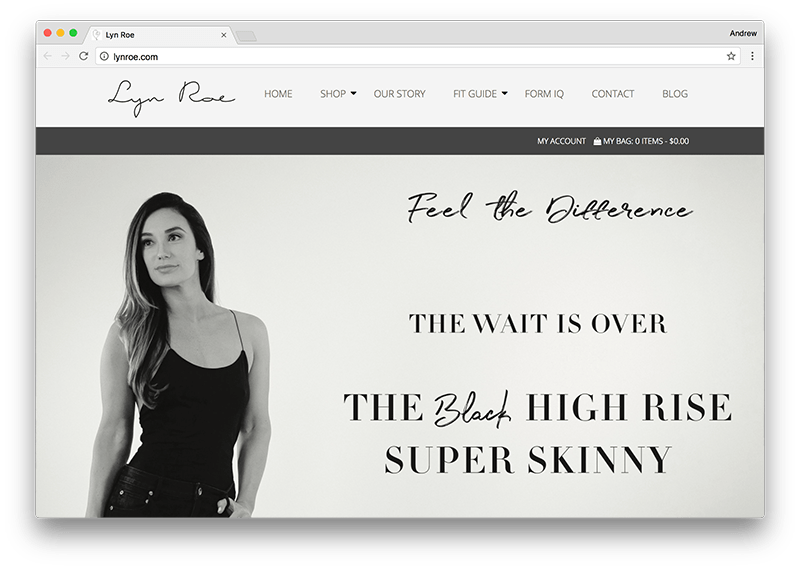 Lyn Roe
Andrew
lynroe.com
Lyn Roe
HOME SHOP OUR STORY FIT GUIDE FORM IQ CONTACT BLOG
MY ACCOUNT MY BAG: 0 ITEMS - $0.00
Feel the Difference
THE WAIT IS OVER
THE Black HIGH RISE
SUPER SKINNY